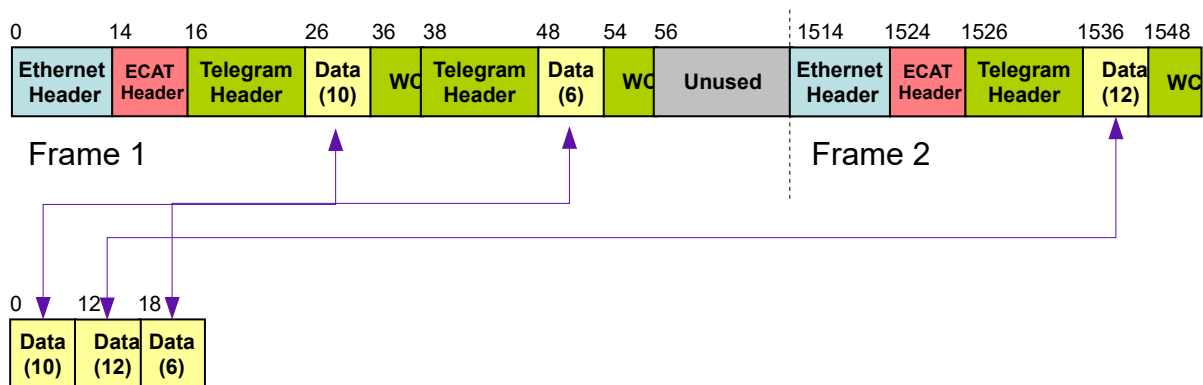 0 14 16 26 36 38 48 54 56 1514 1524 1526 1536 1548
Ethernet Header
ECAT Header
Telegram Header
Data (10)
WC
Telegram Header
Data (6)
WC
Unused
Ethernet Header
ECAT Header
Telegram Header
Data (12)
WC
Frame 1
Frame 2
0 12 18
Data (10)
Data (12)
Data (6)